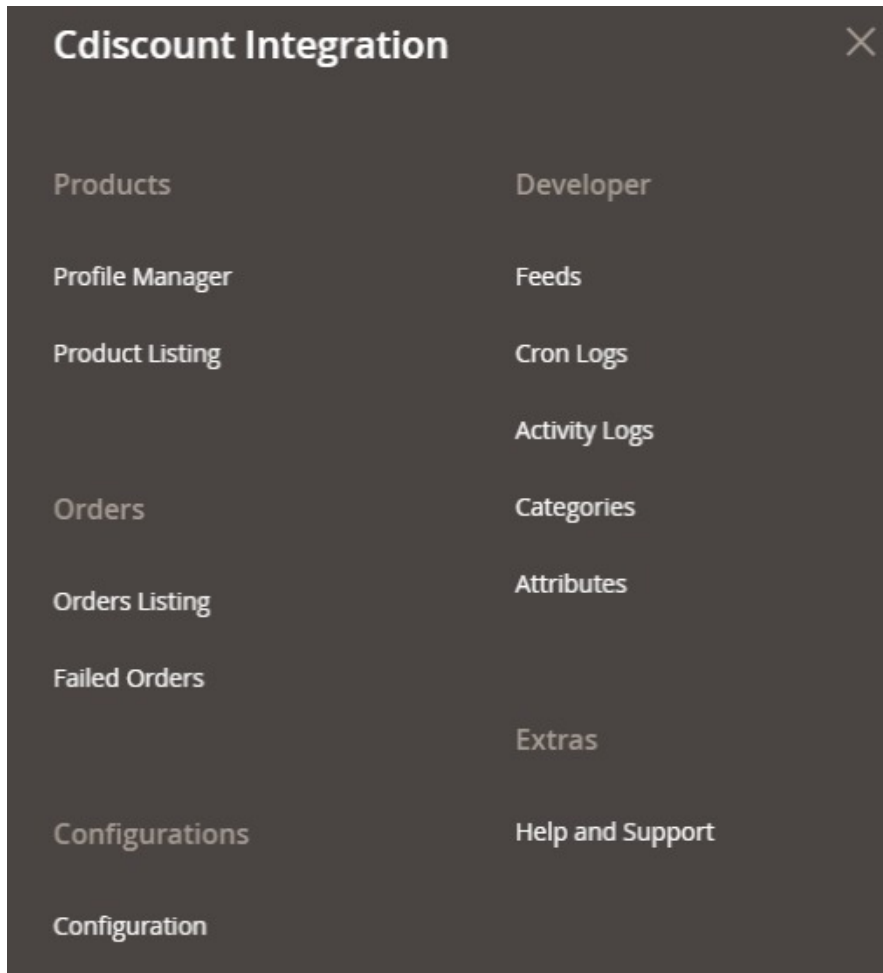 Cdiscount Integration
Products
Profile Manager
Product Listing
Orders
Orders Listing
Failed Orders
Configurations
Configuration
Developer
Feeds
Cron Logs
Activity Logs
Categories
Attributes
Extras
Help and Support